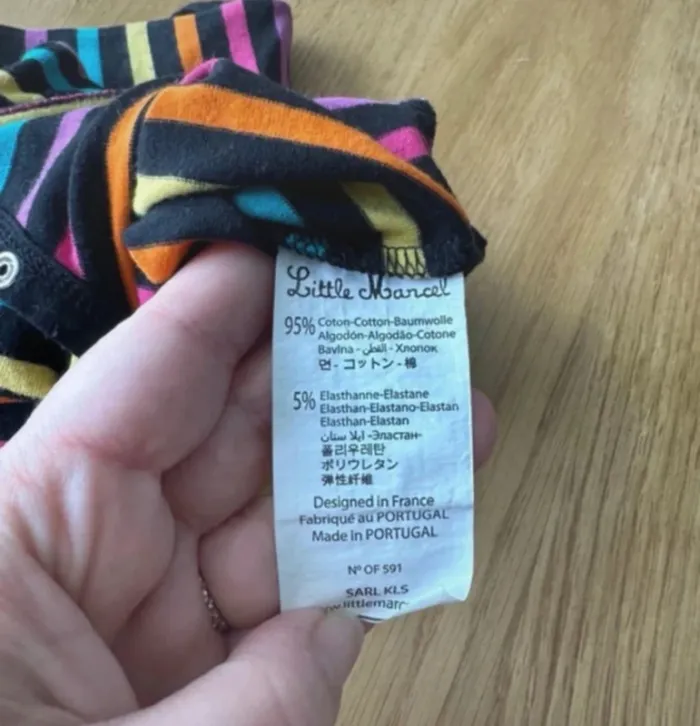 Little Marcel
95% Coton-Cotton-Baumwolle
Algodón-Algodão-Cotone
Bavlna - القطن - Хлопок
면 - コットン - 棉
5% Elasthanne-Elastane
Elasthan-Elastano-Elastan
Elasthan-Elastan
ايلا ستان -Эластан-
폴리우레탄
ポリウレタン
弾性纤维
Designed in France
Fabriqué au PORTUGAL
Made in PORTUGAL
Nº OF 591
SARL KLS